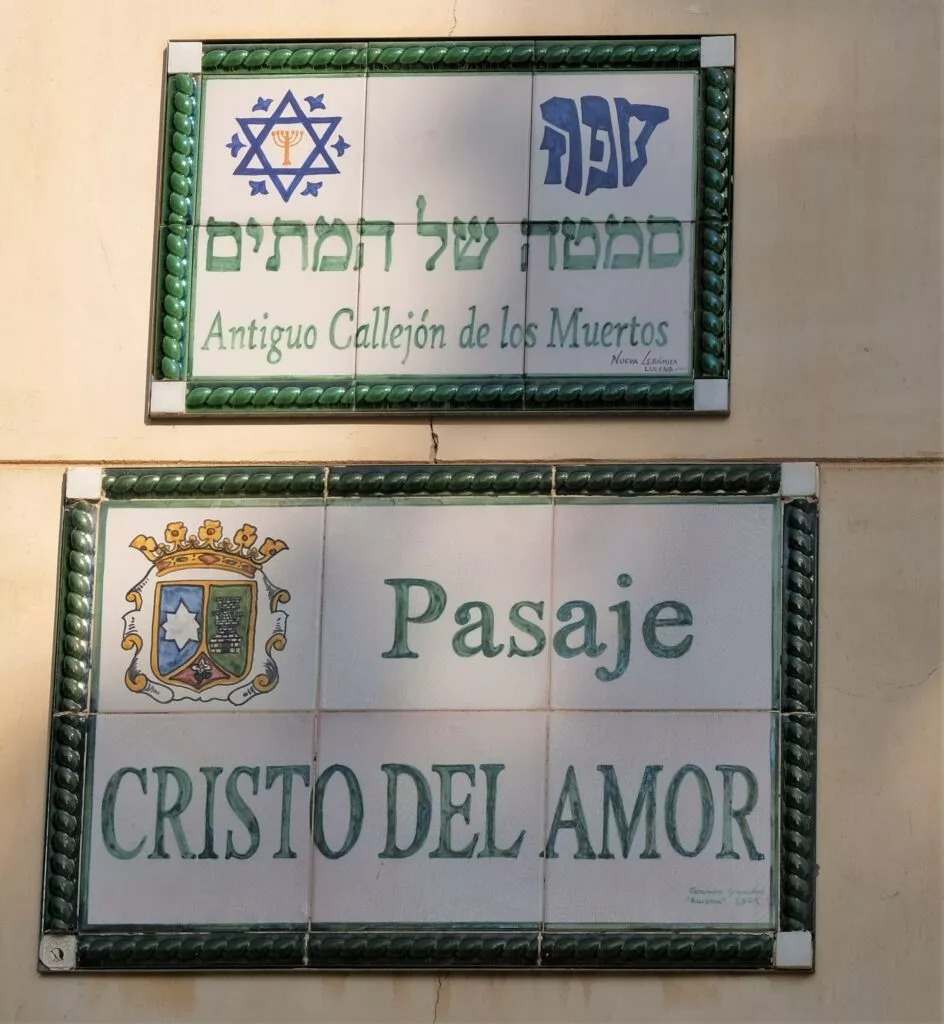 ספרד
סמטה של המתים
Antiguo Callejón de los Muertos
NUEVA CERÁMICA
LUCENA
Pasaje
CRISTO DEL AMOR